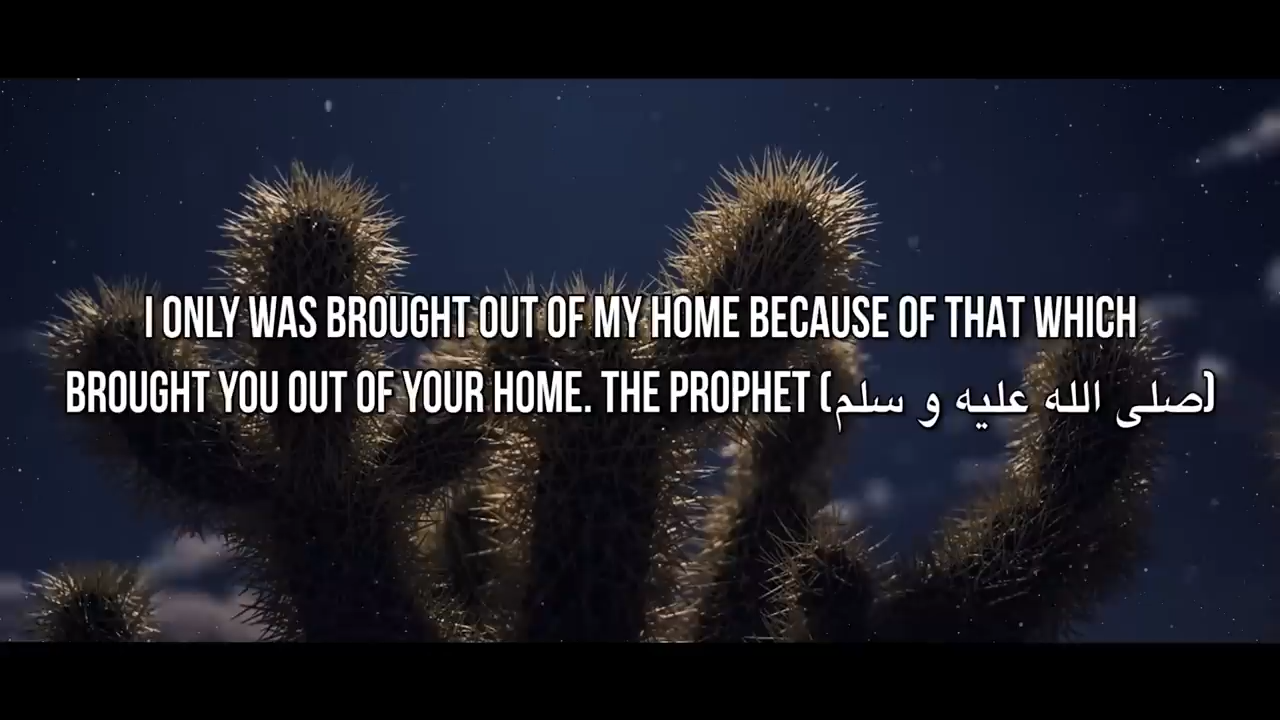 I ONLY WAS BROUGHT OUT OF MY HOME BECAUSE OF THAT WHICH
BROUGHT YOU OUT OF YOUR HOME. THE PROPHET (صلى الله عليه و سلم)